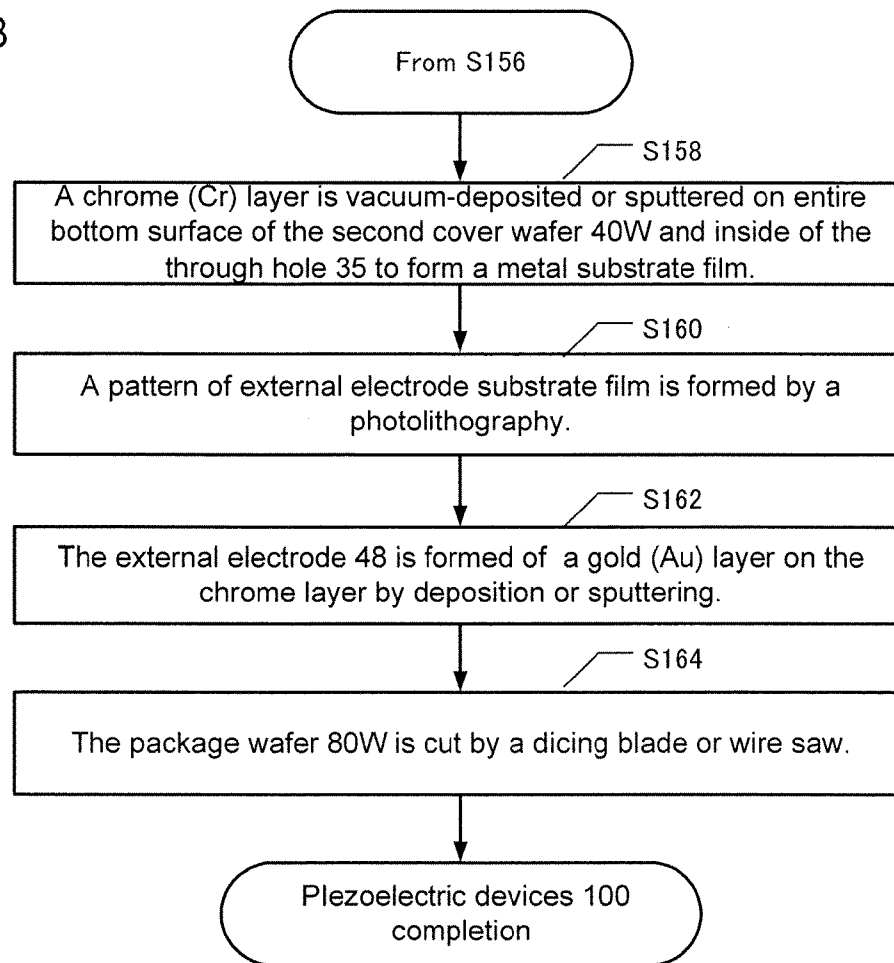 From S156
S158
A chrome (Cr) layer is vacuum-deposited or sputtered on entire
bottom surface of the second cover wafer 40W and inside of the
through hole 35 to form a metal substrate film.
S160
A pattern of external electrode substrate film is formed by a
photolithography.
S162
The external electrode 48 is formed of a gold (Au) layer on the
chrome layer by deposition or sputtering.
S164
The package wafer 80W is cut by a dicing blade or wire saw.
PIezoelectric devices 100
completion